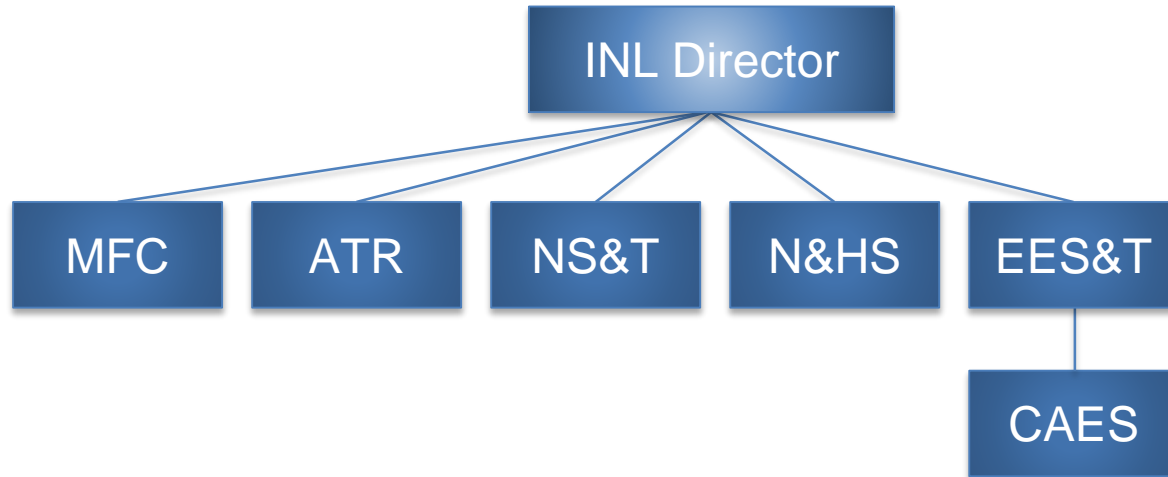 INL Director
MFC
ATR
NS&T
N&HS
EES&T
CAES